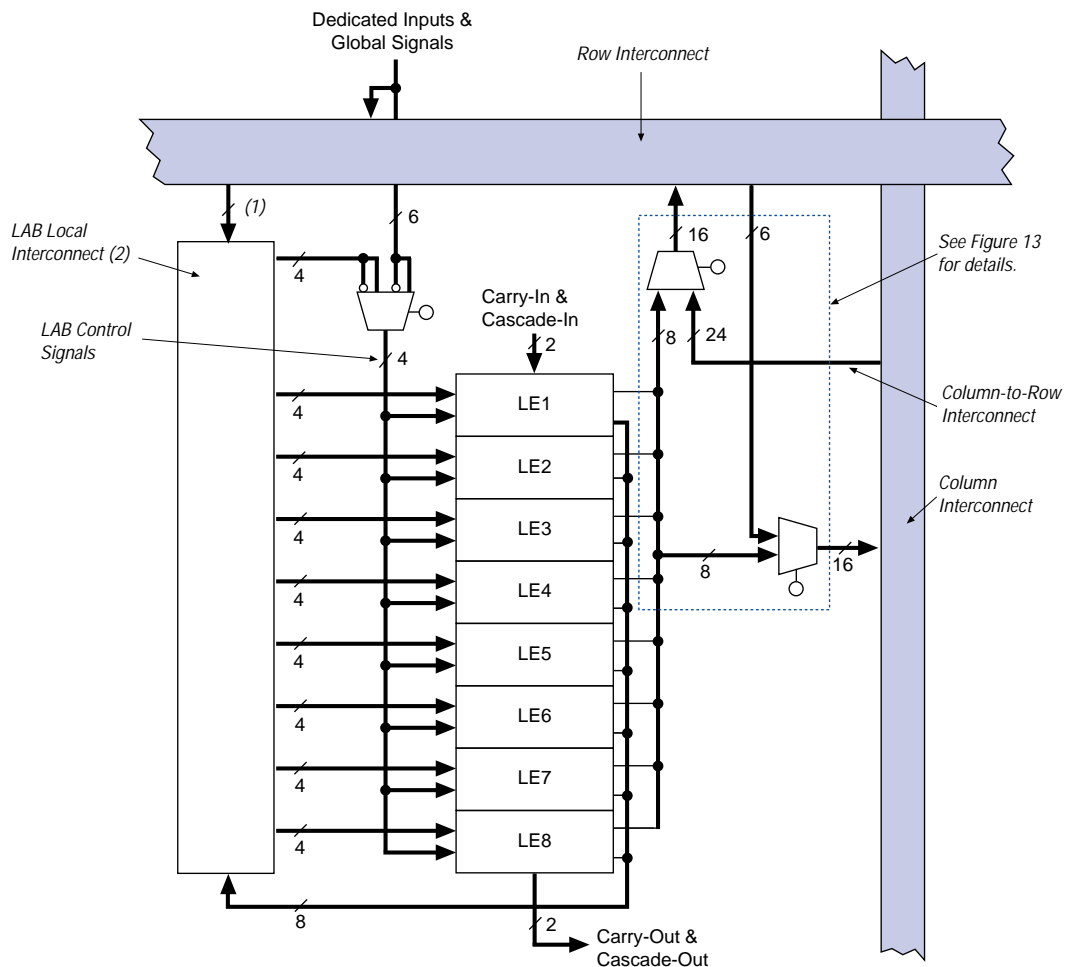 Dedicated Inputs &
Global Signals
Row Interconnect
(1)
6
16
6
LAB Local
Interconnect (2)
See Figure 13
for details.
4
Carry-In &
Cascade-In
LAB Control
Signals
4
2
8
24
Column-to-Row
Interconnect
LE1
4
LE2
4
Column
Interconnect
LE3
4
8
16
LE4
4
LE5
4
LE6
4
LE7
4
LE8
4
8
2
Carry-Out &
Cascade-Out